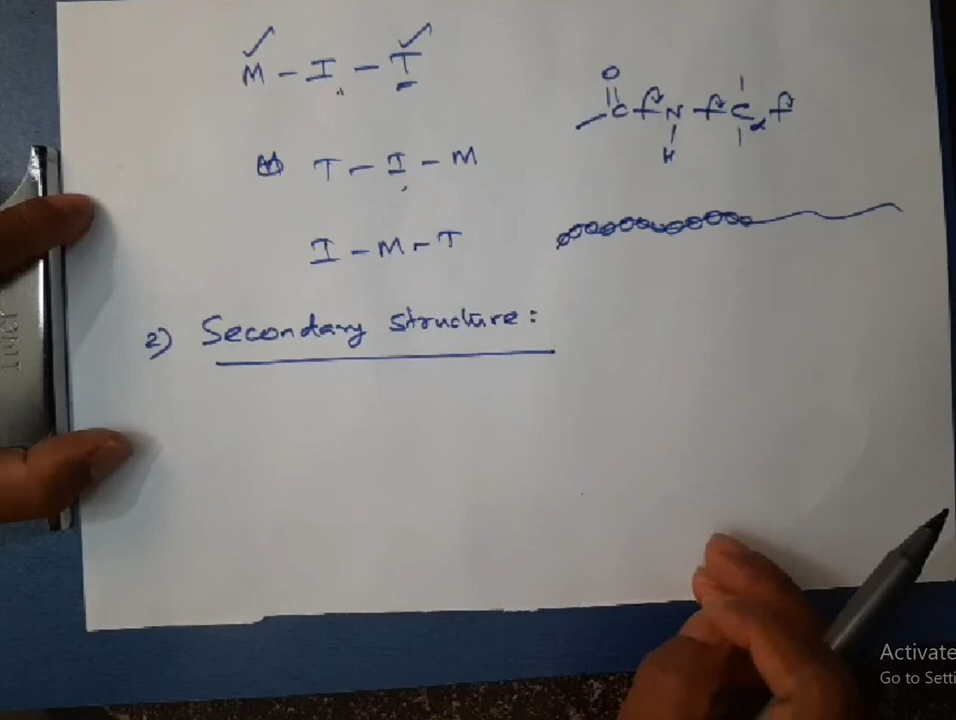 M - I - T
T - I - M
I - M - T
O
C N C α
H
2) Secondary structure:
Activate
Go to Setti